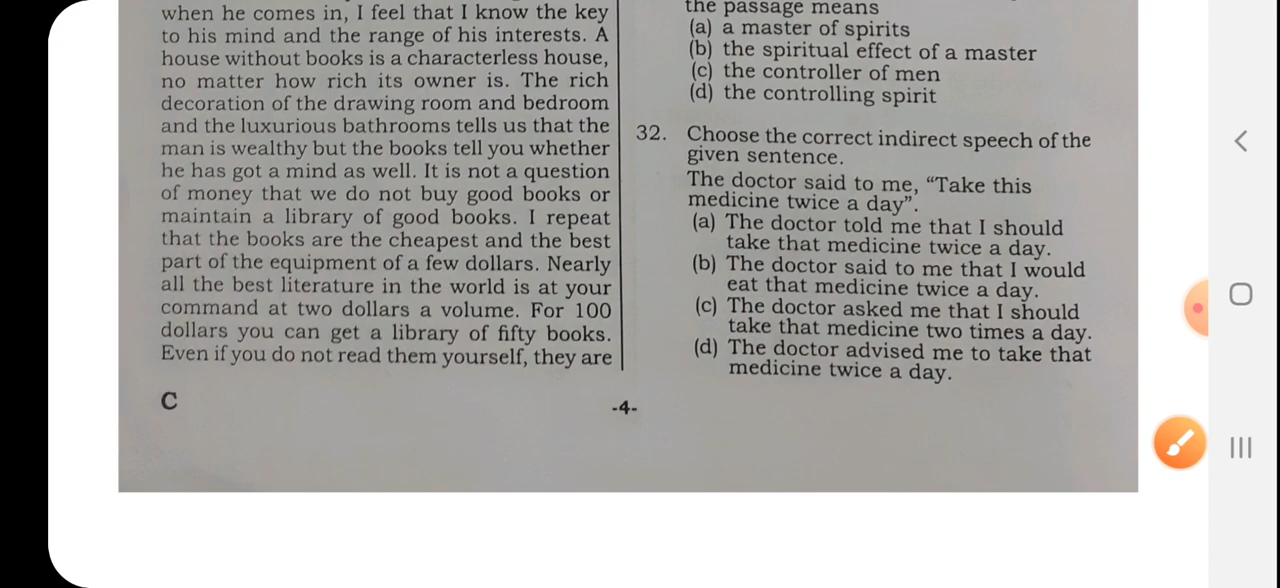 when he comes in, I feel that I know the key
to his mind and the range of his interests. A
house without books is a characterless house,
no matter how rich its owner is. The rich
decoration of the drawing room and bedroom
and the luxurious bathrooms tells us that the
man is wealthy but the books tell you whether
he has got a mind as well. It is not a question
of money that we do not buy good books or
maintain a library of good books. I repeat
that the books are the cheapest and the best
part of the equipment of a few dollars. Nearly
all the best literature in the world is at your
command at two dollars a volume. For 100
dollars you can get a library of fifty books.
Even if you do not read them yourself, they are
the passage means
(a) a master of spirits
(b) the spiritual effect of a master
(c) the controller of men
(d) the controlling spirit
32. Choose the correct indirect speech of the
given sentence.
The doctor said to me, “Take this
medicine twice a day”.
(a) The doctor told me that I should
take that medicine twice a day.
(b) The doctor said to me that I would
eat that medicine twice a day.
(c) The doctor asked me that I should
take that medicine two times a day.
(d) The doctor advised me to take that
medicine twice a day.
C
-4-